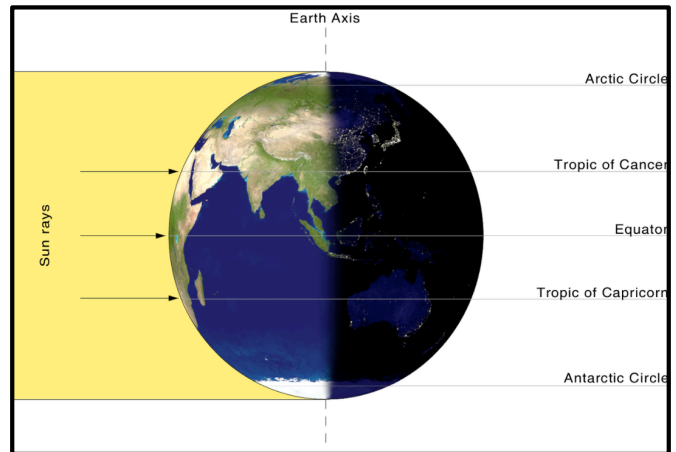 Earth Axis
Arctic Circle
Tropic of Cancer
Sun rays
Equator
Tropic of Capricorn
Antarctic Circle